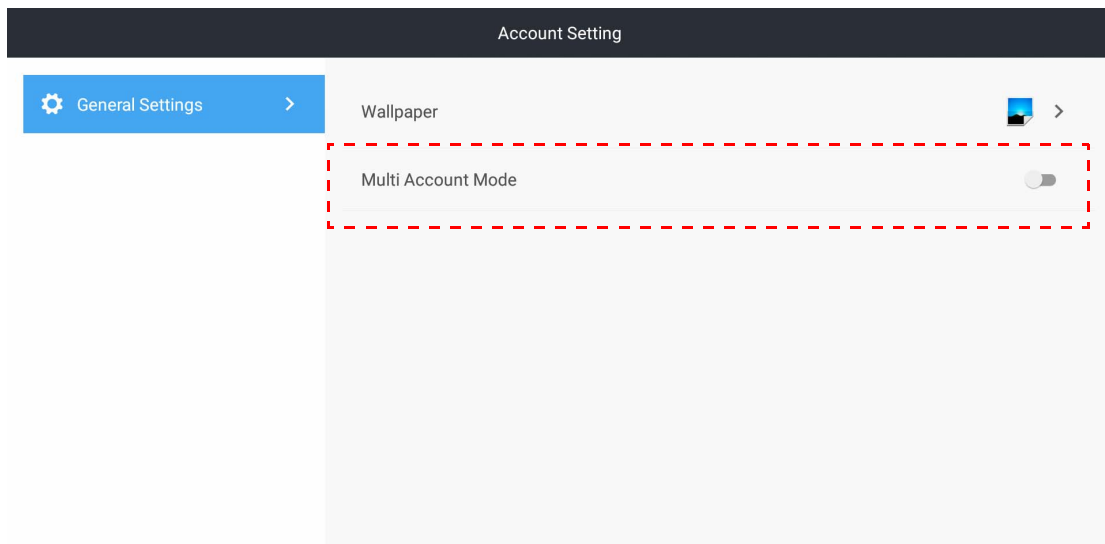 Account Setting
General Settings
Wallpaper
Multi Account Mode